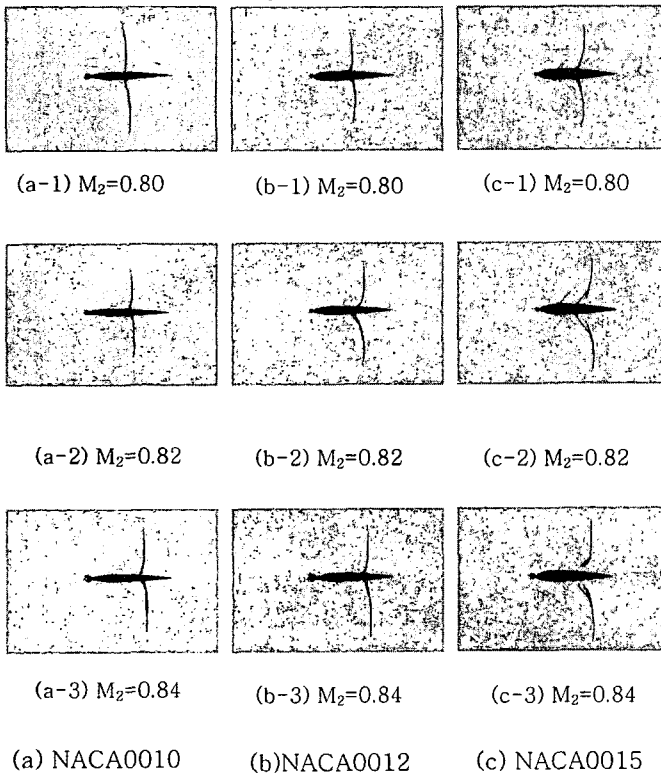 (a-1) M₂=0.80 (b-1) M₂=0.80 (c-1) M₂=0.80
(a-2) M₂=0.82 (b-2) M₂=0.82 (c-2) M₂=0.82
(a-3) M₂=0.84 (b-3) M₂=0.84 (c-3) M₂=0.84
(a) NACA0010 (b)NACA0012 (c) NACA0015